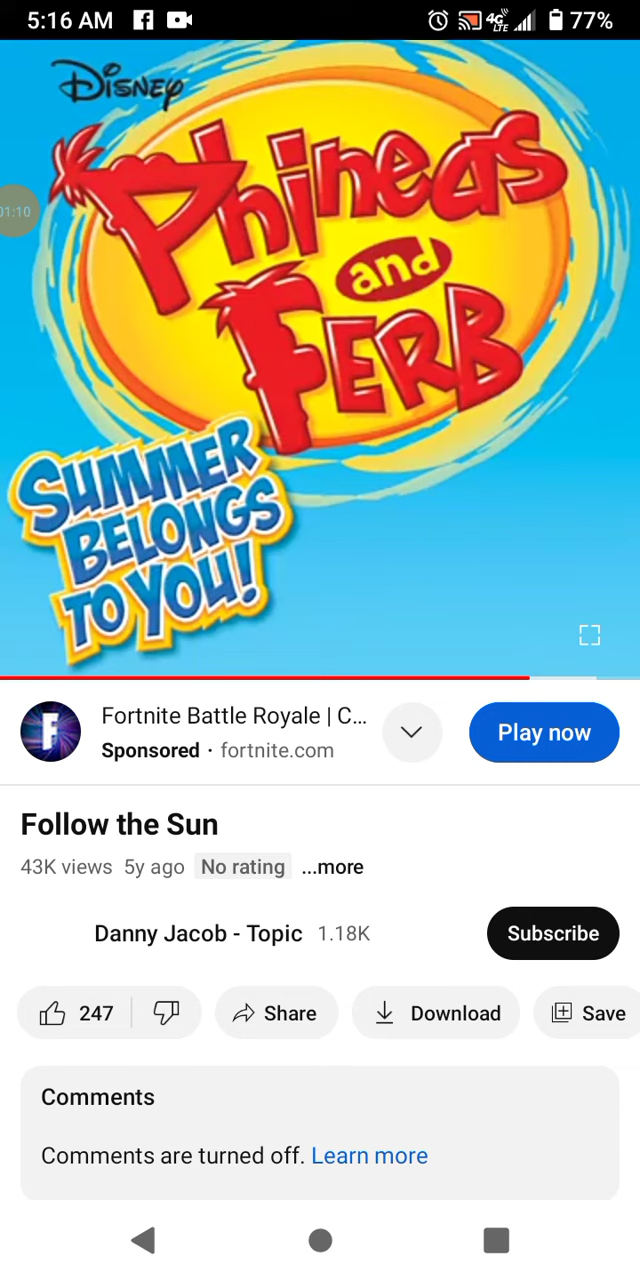 5:16 AM
4G LTE 77%
Disney
Phineas
and
Ferb
01:10
SUMMER
BELONGS
TO YOU!
F
Fortnite Battle Royale | C...
Sponsored · fortnite.com
Play now
Follow the Sun
43K views 5y ago No rating ...more
Danny Jacob - Topic 1.18K
Subscribe
247 Share Download Save
Comments
Comments are turned off. Learn more